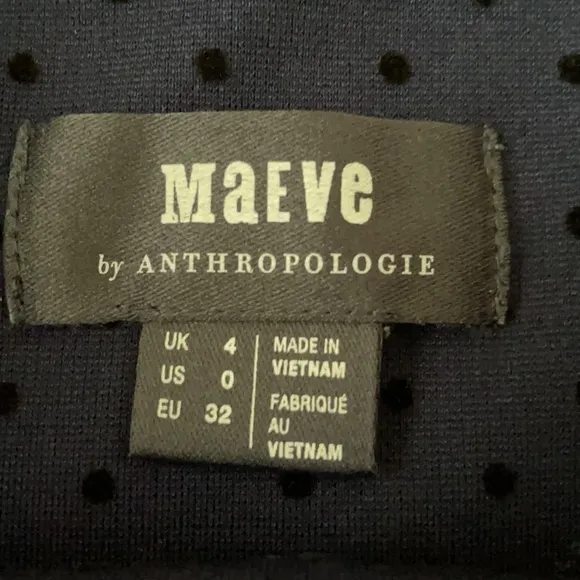 MaEVe
by ANTHROPOLOGIE
UK 4
US 0
EU 32
MADE IN
VIETNAM
FABRIQUÉ
AU
VIETNAM